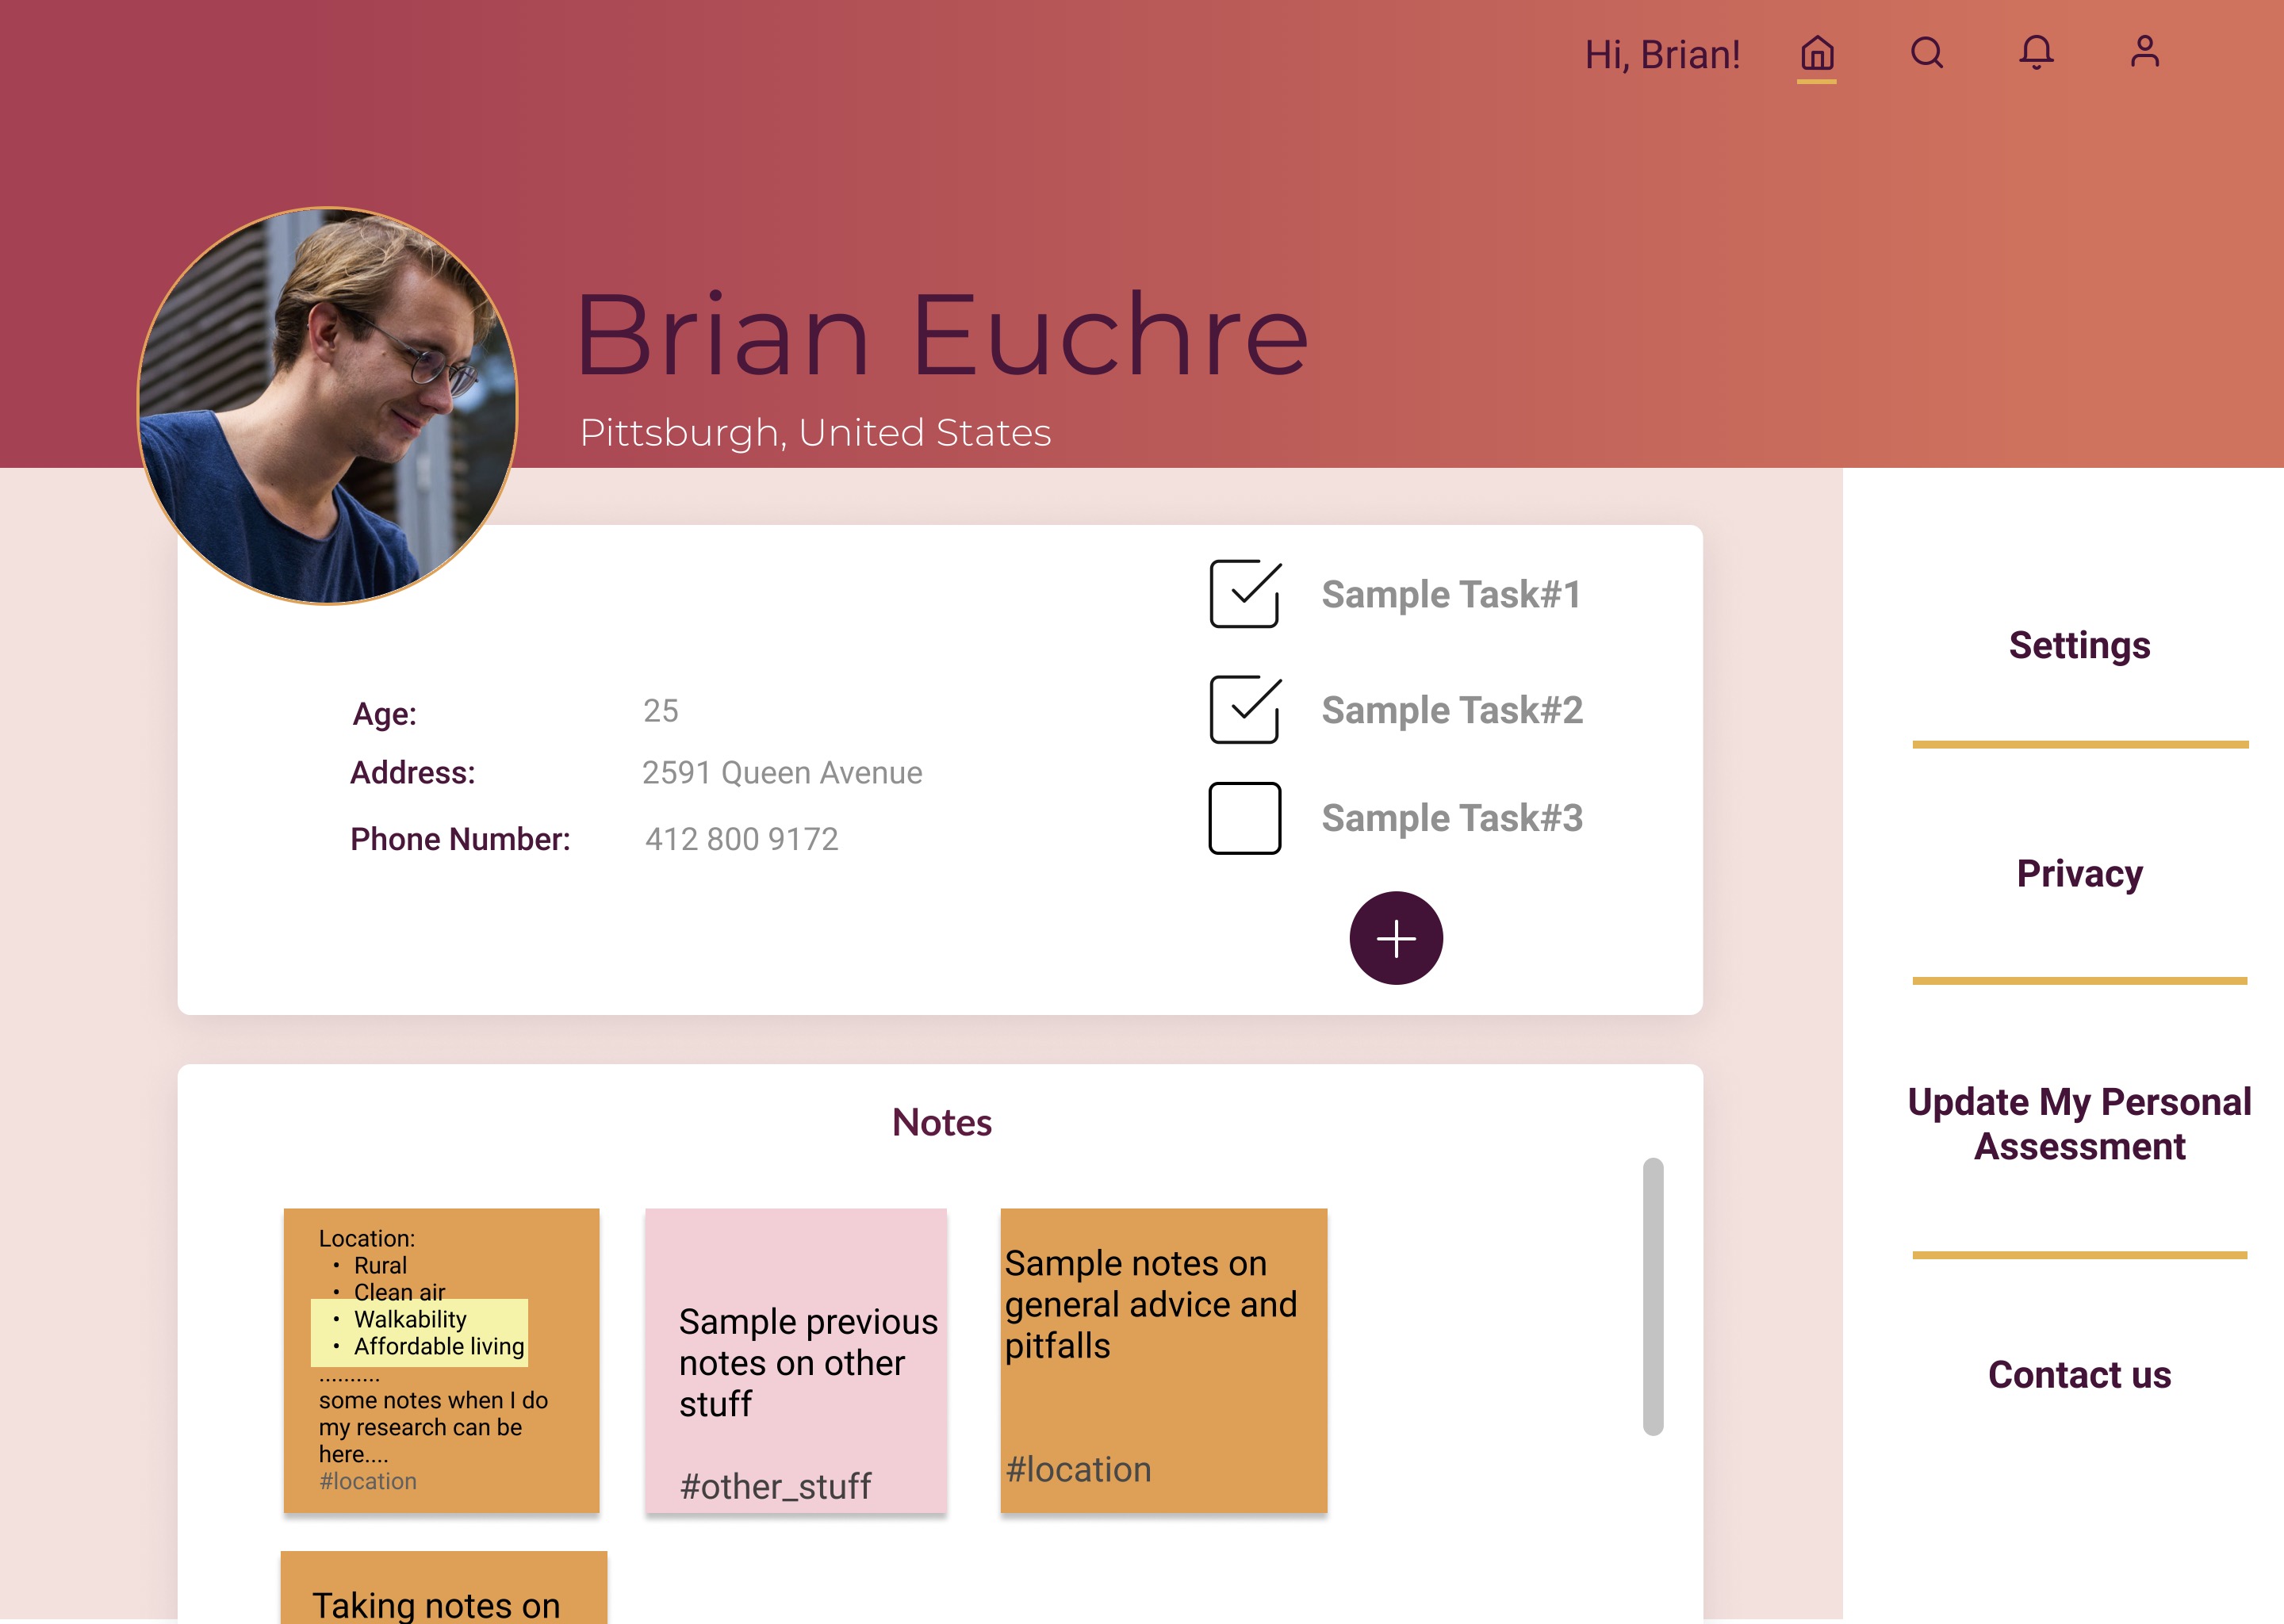 Hi, Brian!
Brian Euchre
Pittsburgh, United States
Age:
25
Address:
2591 Queen Avenue
Phone Number:
412 800 9172
Sample Task#1
Sample Task#2
Sample Task#3
Settings
Privacy
Update My Personal
Assessment
Contact us
Notes
Location:
• Rural
• Clean air
• Walkability
• Affordable living
..........
some notes when I do
my research can be
here....
#location
Sample previous
notes on other
stuff
#other_stuff
Sample notes on
general advice and
pitfalls
#location
Taking notes on